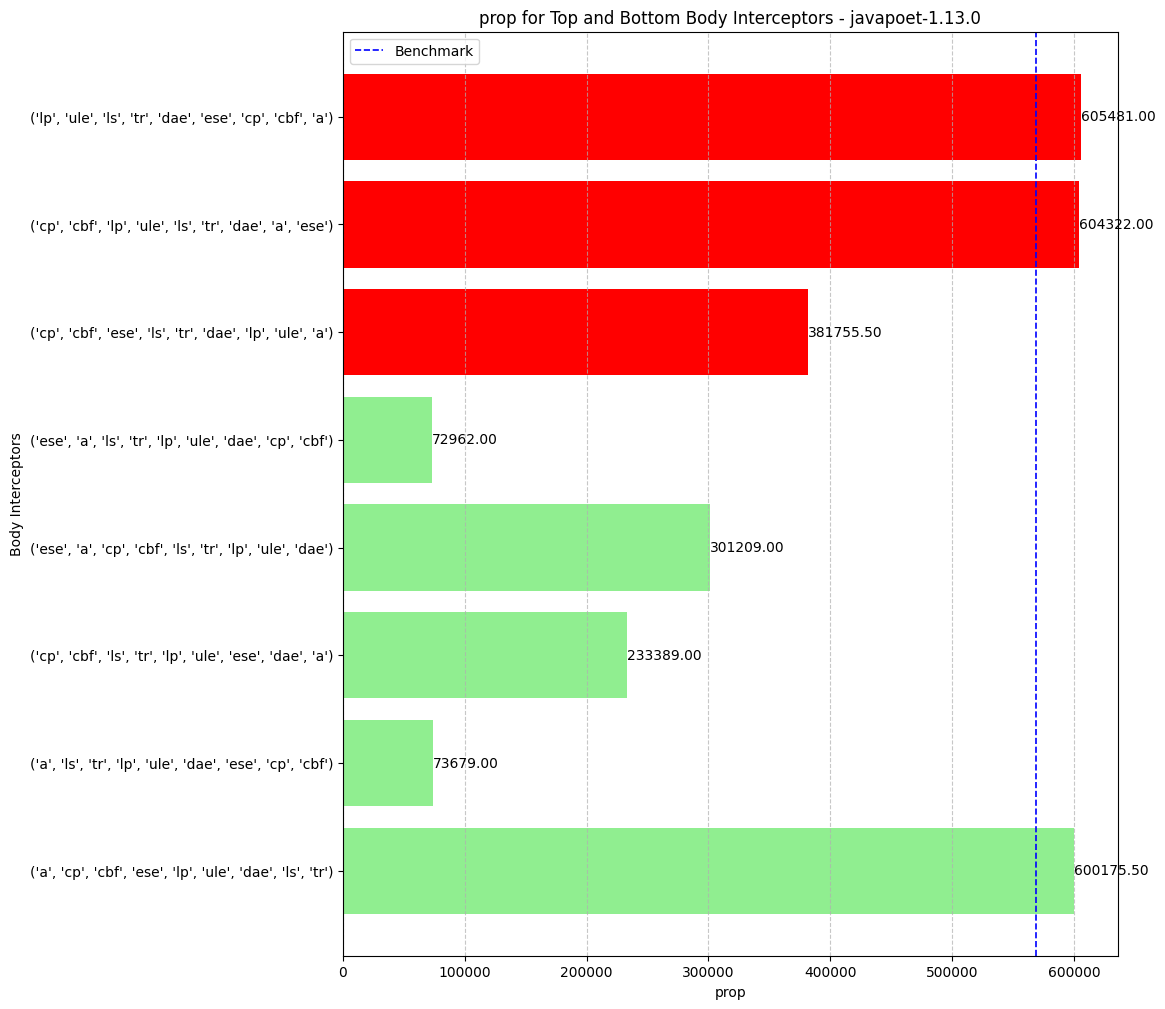 prop for Top and Bottom Body Interceptors - javapoet-1.13.0
Benchmark
('lp', 'ule', 'ls', 'tr', 'dae', 'ese', 'cp', 'cbf', 'a')
605481.00
('cp', 'cbf', 'lp', 'ule', 'ls', 'tr', 'dae', 'a', 'ese')
604322.00
('cp', 'cbf', 'ese', 'ls', 'tr', 'dae', 'lp', 'ule', 'a')
381755.50
('ese', 'a', 'ls', 'tr', 'lp', 'ule', 'dae', 'cp', 'cbf')
72962.00
('ese', 'a', 'cp', 'cbf', 'ls', 'tr', 'lp', 'ule', 'dae')
301209.00
('cp', 'cbf', 'ls', 'tr', 'lp', 'ule', 'ese', 'dae', 'a')
233389.00
('a', 'ls', 'tr', 'lp', 'ule', 'dae', 'ese', 'cp', 'cbf')
73679.00
('a', 'cp', 'cbf', 'ese', 'lp', 'ule', 'dae', 'ls', 'tr')
600175.50
Body Interceptors
0 100000 200000 300000 400000 500000 600000
prop